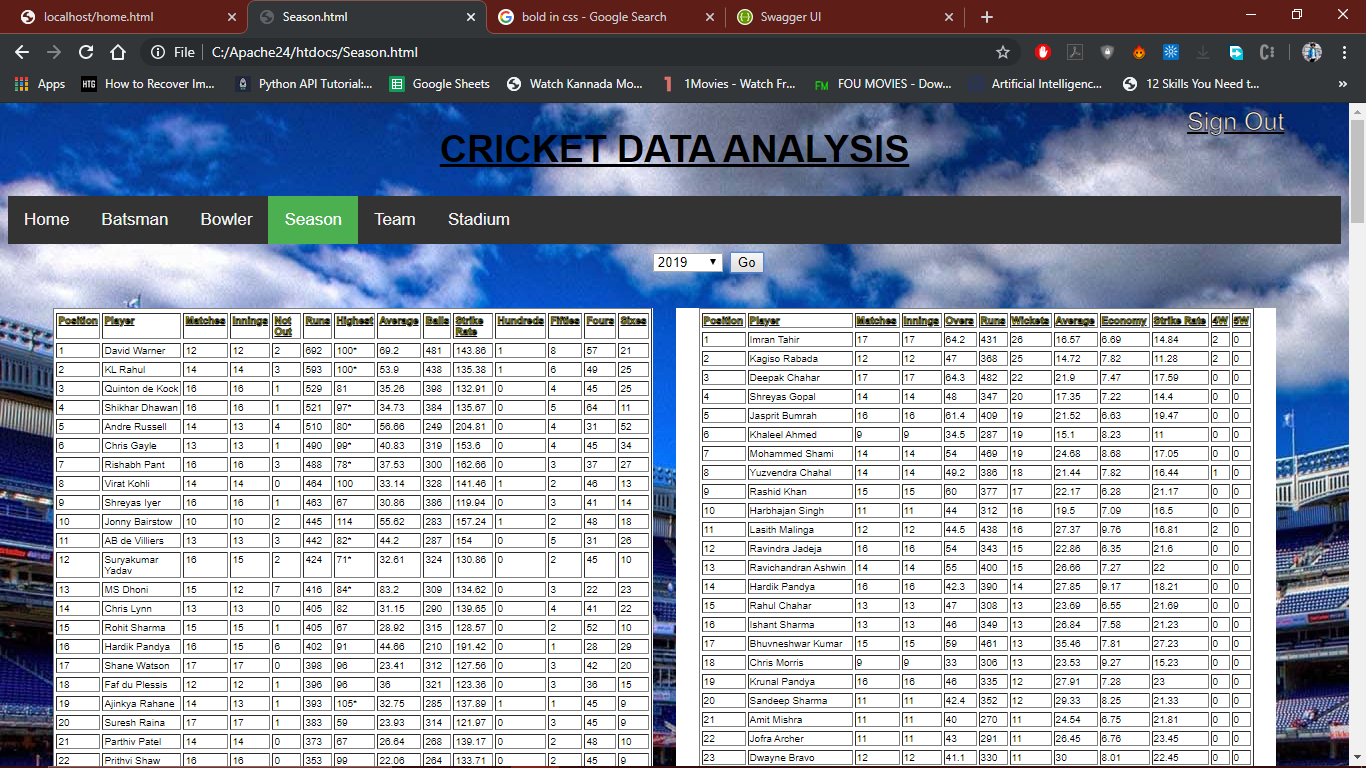 localhost/home.html
Season.html
bold in css - Google Search
Swagger UI
File C:/Apache24/htdocs/Season.html
Apps HTG How to Recover Im... Python API Tutorial:... Google Sheets Watch Kannada Mo... 1Movies - Watch Fr... FM FOU MOVIES - Dow... Artificial Intelligenc... 12 Skills You Need t... »
Sign Out
CRICKET DATA ANALYSIS
Home Batsman Bowler Season Team Stadium
2019 Go
Position Player Matches Innings Not Out Runs Highest Average Balls Strike Rate Hundreds Fifties Fours Sixes
1 David Warner 12 12 2 692 100* 69.2 481 143.86 1 8 57 21
2 KL Rahul 14 14 3 593 100* 53.9 438 135.38 1 6 49 25
3 Quinton de Kock 16 16 1 529 81 35.26 398 132.91 0 4 45 25
4 Shikhar Dhawan 16 16 1 521 97* 34.73 384 135.67 0 5 64 11
5 Andre Russell 14 13 4 510 80* 56.66 249 204.81 0 4 31 52
6 Chris Gayle 13 13 1 490 99* 40.83 319 153.6 0 4 45 34
7 Rishabh Pant 16 16 3 488 78* 37.53 300 162.66 0 3 37 27
8 Virat Kohli 14 14 0 464 100 33.14 328 141.46 1 2 46 13
9 Shreyas Iyer 16 16 1 463 67 30.86 386 119.94 0 3 41 14
10 Jonny Bairstow 10 10 2 445 114 55.62 283 157.24 1 2 48 18
11 AB de Villiers 13 13 3 442 82* 44.2 287 154 0 5 31 26
12 Suryakumar Yadav 16 15 2 424 71* 32.61 324 130.86 0 2 45 10
13 MS Dhoni 15 12 7 416 84* 83.2 309 134.62 0 3 22 23
14 Chris Lynn 13 13 0 405 82 31.15 290 139.65 0 4 41 22
15 Rohit Sharma 15 15 1 405 67 28.92 315 128.57 0 2 52 10
16 Hardik Pandya 16 15 6 402 91 44.66 210 191.42 0 1 28 29
17 Shane Watson 17 17 0 398 96 23.41 312 127.56 0 3 42 20
18 Faf du Plessis 12 12 1 396 96 36 321 123.36 0 3 36 15
19 Ajinkya Rahane 14 13 1 393 105* 32.75 285 137.89 1 1 45 9
20 Suresh Raina 17 17 1 383 59 23.93 314 121.97 0 3 45 9
21 Parthiv Patel 14 14 0 373 67 26.64 268 139.17 0 2 48 10
22 Prithvi Shaw 16 16 0 353 99 22.06 264 133.71 0 2 45 9
Position Player Matches Innings Overs Runs Wickets Average Economy Strike Rate 4W 5W
1 Imran Tahir 17 17 64.2 431 26 16.57 6.69 14.84 2 0
2 Kagiso Rabada 12 12 47 368 25 14.72 7.82 11.28 2 0
3 Deepak Chahar 17 17 64.3 482 22 21.9 7.47 17.59 0 0
4 Shreyas Gopal 14 14 48 347 20 17.35 7.22 14.4 0 0
5 Jasprit Bumrah 16 16 61.4 409 19 21.52 6.63 19.47 0 0
6 Khaleel Ahmed 9 9 34.5 287 19 15.1 8.23 11 0 0
7 Mohammed Shami 14 14 54 469 19 24.68 8.68 17.05 0 0
8 Yuzvendra Chahal 14 14 49.2 386 18 21.44 7.82 16.44 1 0
9 Rashid Khan 15 15 60 377 17 22.17 6.28 21.17 0 0
10 Harbhajan Singh 11 11 44 312 16 19.5 7.09 16.5 0 0
11 Lasith Malinga 12 12 44.5 438 16 27.37 9.76 16.81 2 0
12 Ravindra Jadeja 16 16 54 343 15 22.86 6.35 21.6 0 0
13 Ravichandran Ashwin 14 14 55 400 15 26.66 7.27 22 0 0
14 Hardik Pandya 16 16 42.3 390 14 27.85 9.17 18.21 0 0
15 Rahul Chahar 13 13 47 308 13 23.69 6.55 21.69 0 0
16 Ishant Sharma 13 13 46 349 13 26.84 7.58 21.23 0 0
17 Bhuvneshwar Kumar 15 15 59 461 13 35.46 7.81 27.23 0 0
18 Chris Morris 9 9 33 306 13 23.53 9.27 15.23 0 0
19 Krunal Pandya 16 16 46 335 12 27.91 7.28 23 0 0
20 Sandeep Sharma 11 11 42.4 352 12 29.33 8.25 21.33 0 0
21 Amit Mishra 11 11 40 270 11 24.54 6.75 21.81 0 0
22 Jofra Archer 11 11 43 291 11 26.45 6.76 23.45 0 0
23 Dwayne Bravo 12 12 41.1 330 11 30 8.01 22.45 0 0